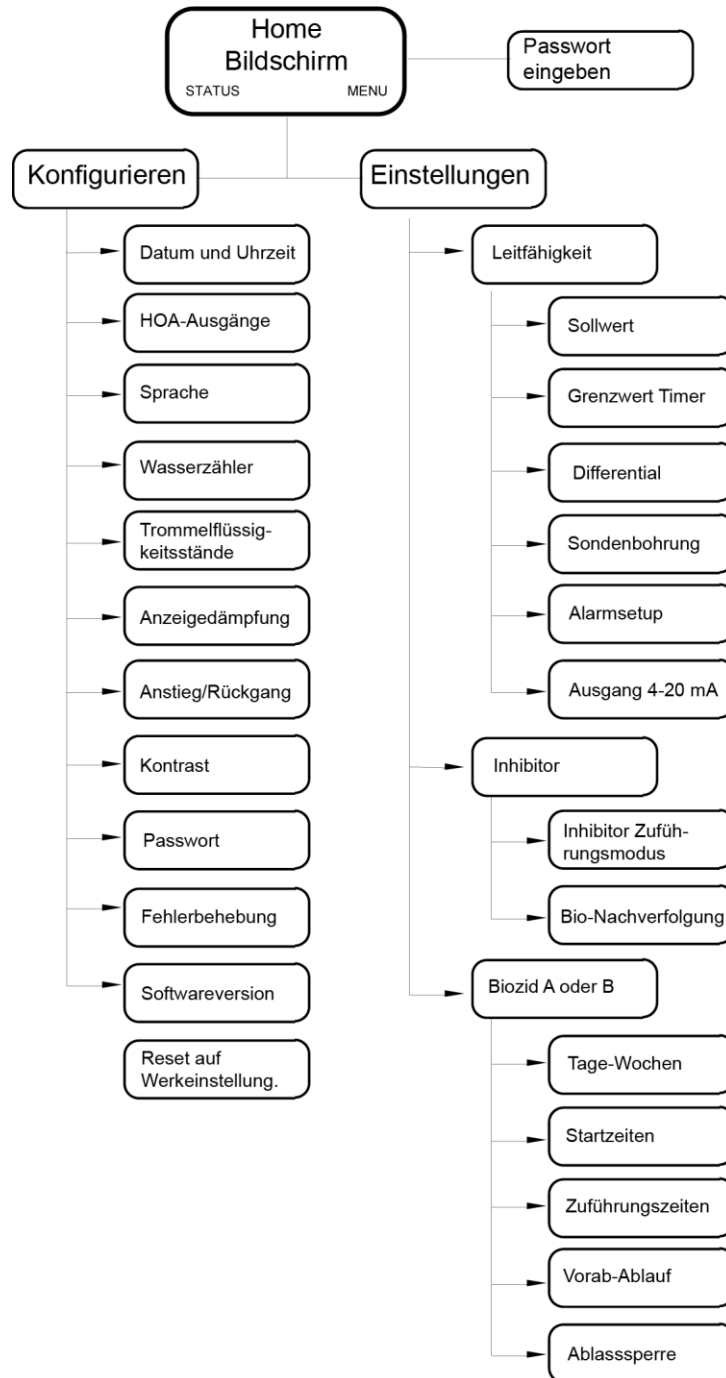 Home
Bildschirm
STATUS MENU
Passwort
eingeben
Konfigurieren
Datum und Uhrzeit
HOA-Ausgänge
Sprache
Wasserzähler
Trommelflüssig-
keitsstände
Anzeigedämpfung
Anstieg/Rückgang
Kontrast
Passwort
Fehlerbehebung
Softwareversion
Reset auf
Werkeinstellung.
Einstellungen
Leitfähigkeit
Sollwert
Grenzwert Timer
Differential
Sondenbohrung
Alarmsetup
Ausgang 4-20 mA
Inhibitor
Inhibitor Zufüh-
rungsmodus
Bio-Nachverfolgung
Biozid A oder B
Tage-Wochen
Startzeiten
Zuführungszeiten
Vorab-Ablauf
Ablasssperre